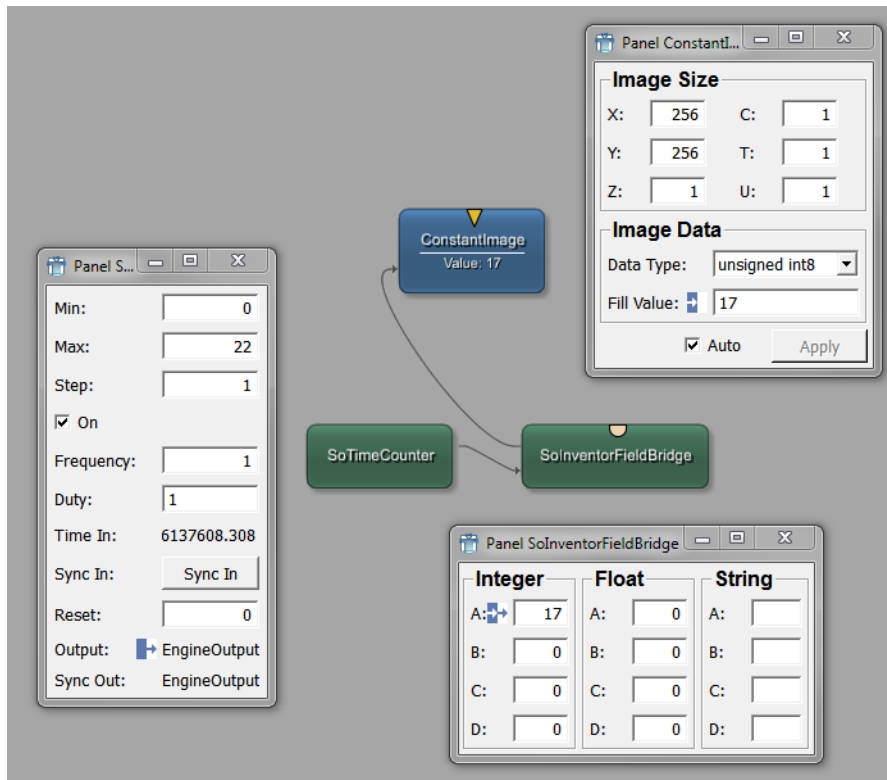 Panel ConstantI...
Image Size
X: 256 C: 1
Y: 256 T: 1
Z: 1 U: 1
Image Data
Data Type: unsigned int8
Fill Value: 17
Auto Apply
ConstantImage
Value: 17
Panel S...
Min: 0
Max: 22
Step: 1
On
Frequency: 1
Duty: 1
Time In: 6137608.308
Sync In: Sync In
Reset: 0
Output: EngineOutput
Sync Out: EngineOutput
SoTimeCounter
SoInventorFieldBridge
Panel SoInventorFieldBridge
Integer Float String
A: 17 A: 0 A:
B: 0 B: 0 B:
C: 0 C: 0 C:
D: 0 D: 0 D: